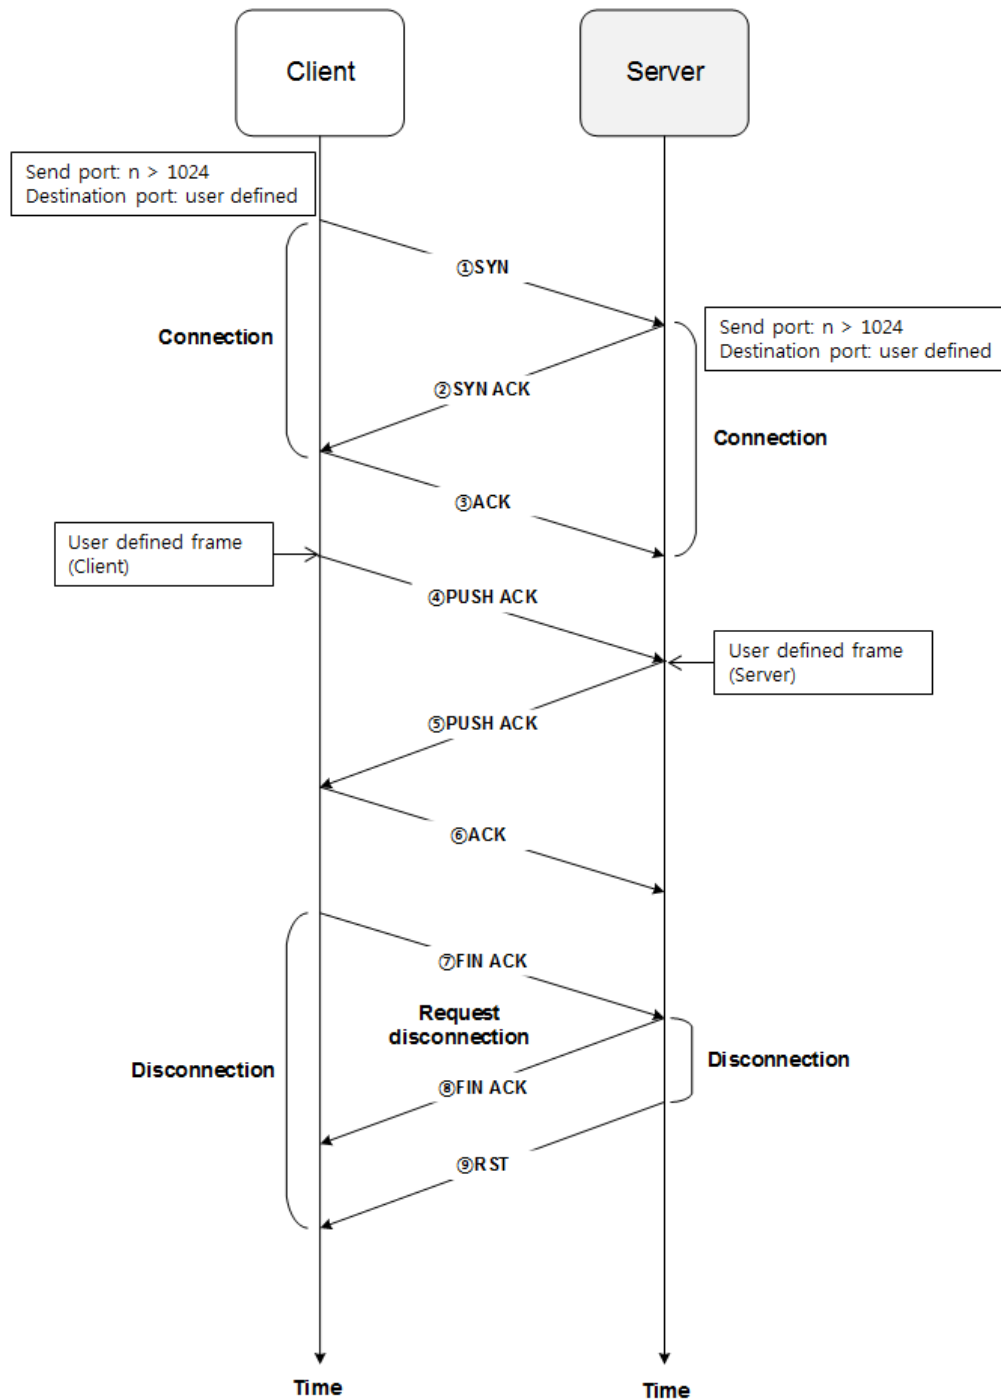 Client
Server
Send port: n > 1024
Destination port: user defined
①SYN
Send port: n > 1024
Destination port: user defined
Connection
②SYN ACK
Connection
③ACK
User defined frame
(Client)
④PUSH ACK
User defined frame
(Server)
⑤PUSH ACK
⑥ACK
⑦FIN ACK
Request
disconnection
Disconnection
Disconnection
⑧FIN ACK
⑨RST
Time
Time